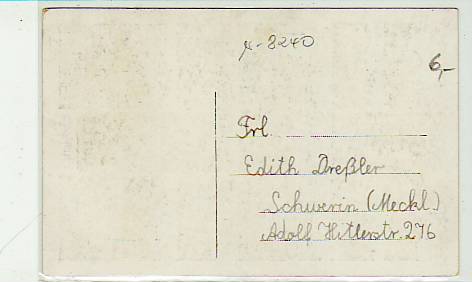 8240
6,-
Frl.
Edith Dreßler
Schwerin (Meckl.)
Adolf Hitlerstr. 276